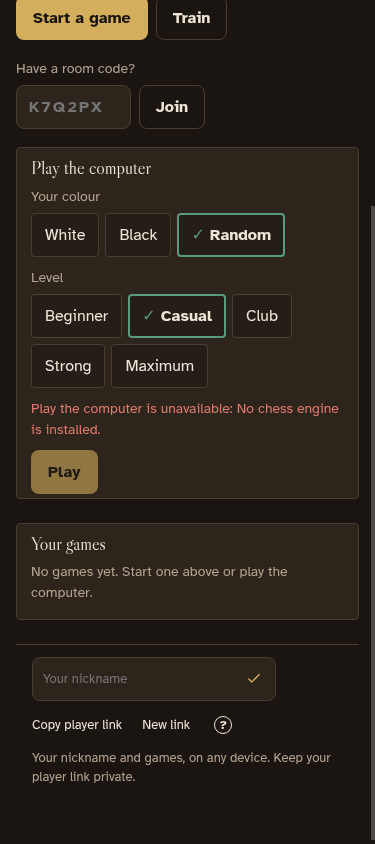 Start a game
Train
Have a room code?
K7Q2PX
Join
Play the computer
Your colour
White
Black
✓ Random
Level
Beginner
✓ Casual
Club
Strong
Maximum
Play the computer is unavailable: No chess engine
is installed.
Play
Your games
No games yet. Start one above or play the
computer.
Your nickname
Copy player link
New link
?
Your nickname and games, on any device. Keep your
player link private.